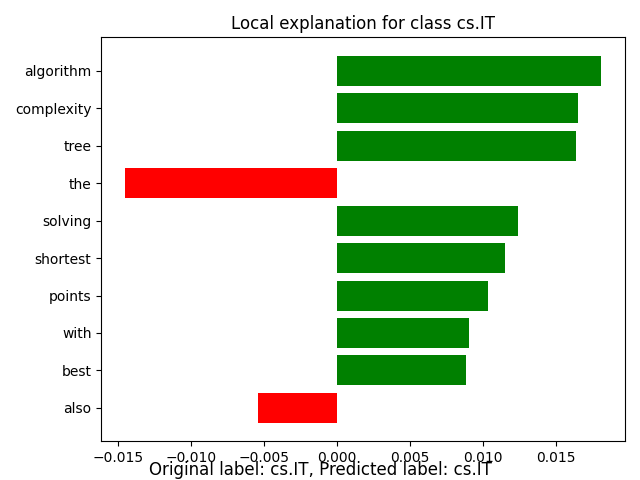 Local explanation for class cs.IT
algorithm
complexity
tree
the
solving
shortest
points
with
best
also
−0.015 −0.010 −0.005 0.000 0.005 0.010 0.015
Original label: cs.IT, Predicted label: cs.IT